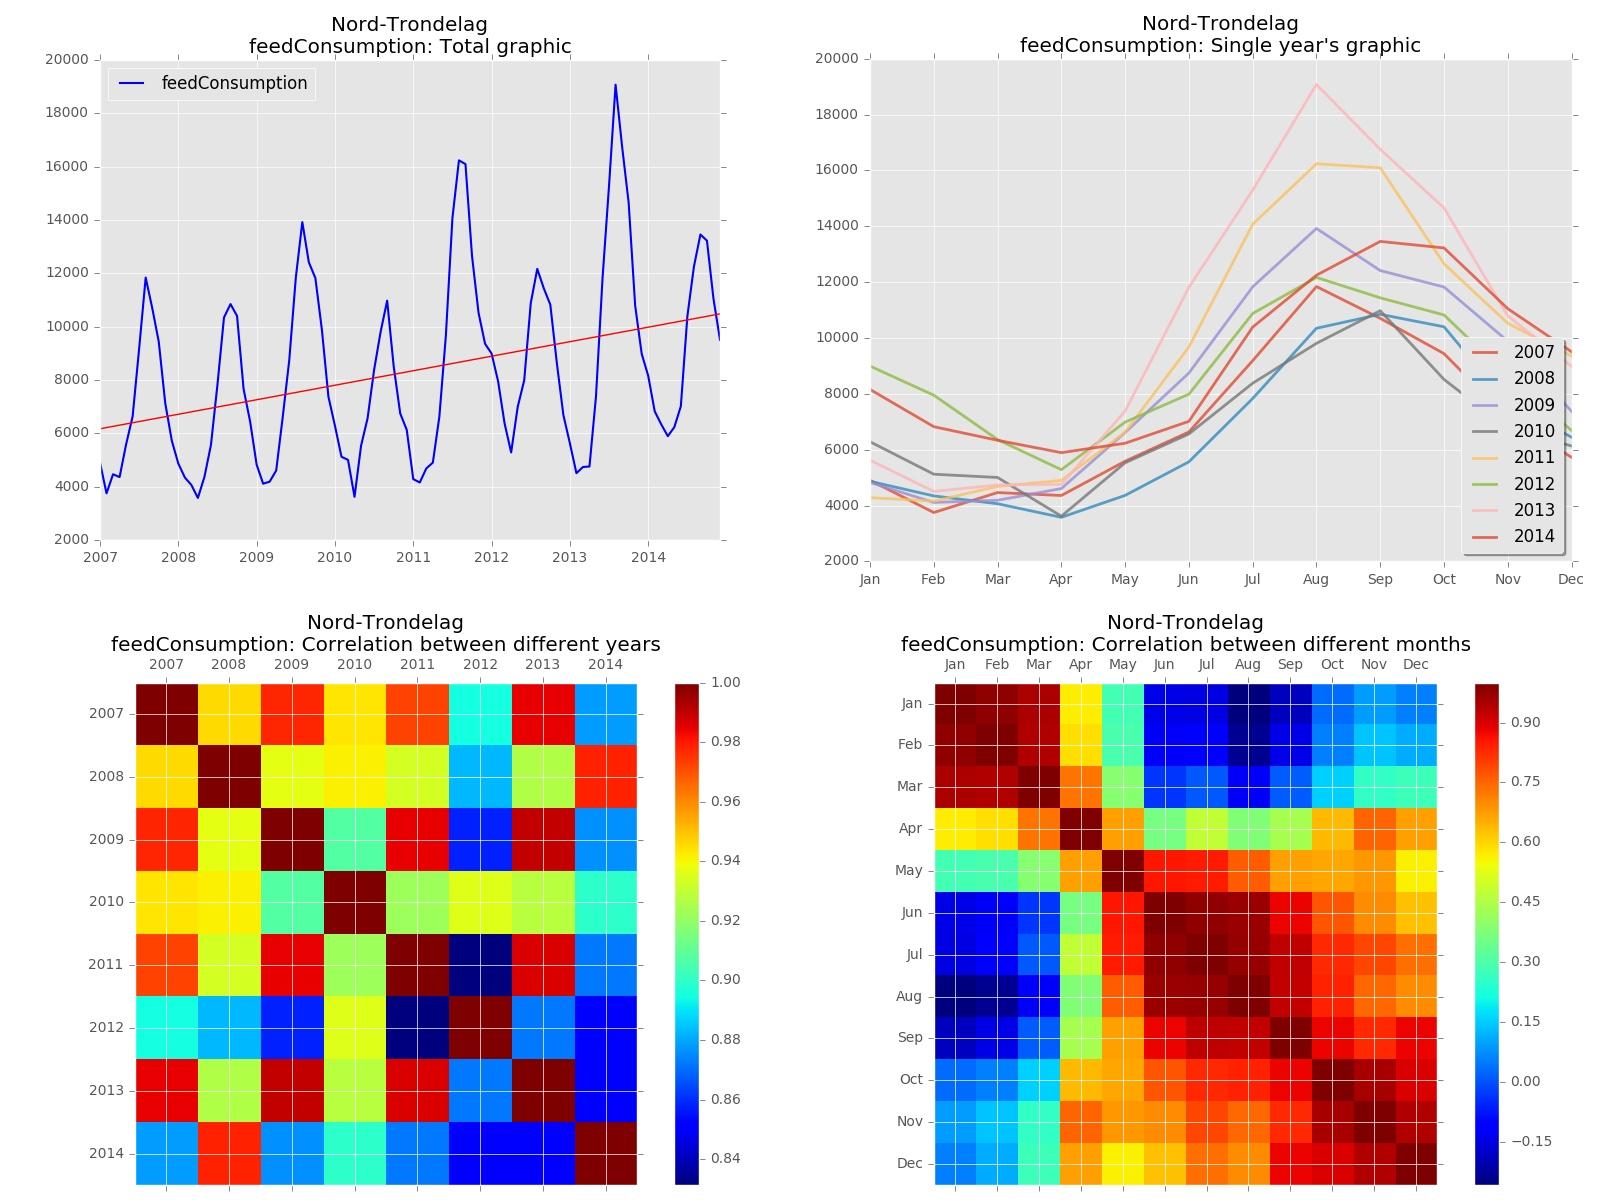 Nord-Trondelag
feedConsumption: Total graphic
20000
18000
16000
14000
12000
10000
8000
6000
4000
2000
feedConsumption
2007 2008 2009 2010 2011 2012 2013 2014
Nord-Trondelag
feedConsumption: Single year's graphic
20000
18000
16000
14000
12000
10000
8000
6000
4000
2000
2007
2008
2009
2010
2011
2012
2013
2014
Jan Feb Mar Apr May Jun Jul Aug Sep Oct Nov Dec
Nord-Trondelag
feedConsumption: Correlation between different years
2007 2008 2009 2010 2011 2012 2013 2014
2007
2008
2009
2010
2011
2012
2013
2014
1.00
0.98
0.96
0.94
0.92
0.90
0.88
0.86
0.84
Nord-Trondelag
feedConsumption: Correlation between different months
Jan Feb Mar Apr May Jun Jul Aug Sep Oct Nov Dec
Jan
Feb
Mar
Apr
May
Jun
Jul
Aug
Sep
Oct
Nov
Dec
0.90
0.75
0.60
0.45
0.30
0.15
0.00
−0.15